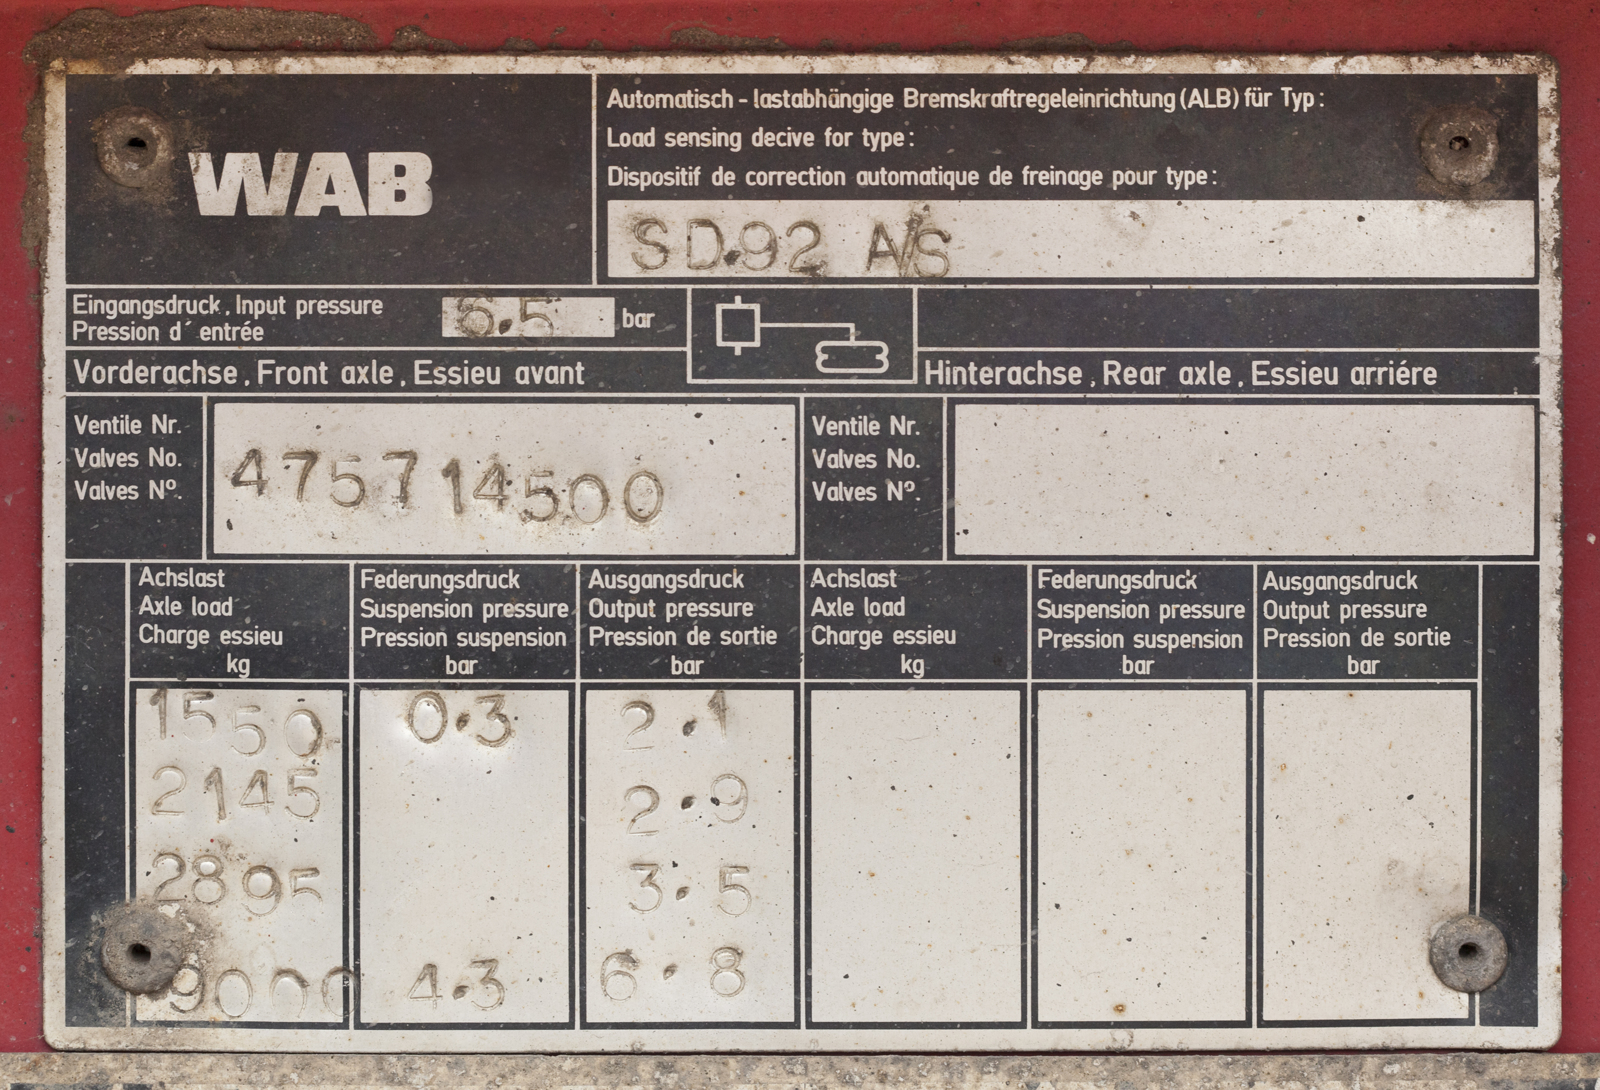 WAB
Automatisch - lastabhängige Bremskraftregeleinrichtung (ALB) für Typ:
Load sensing decive for type:
Dispositif de correction automatique de freinage pour type:
SD.92 A/S
Eingangsdruck, Input pressure
Pression d´ entrée
6.5 bar
Vorderachse, Front axle, Essieu avant
Hinterachse, Rear axle, Essieu arriére
Ventile Nr.
Valves No.
Valves Nº.
475714500
Ventile Nr.
Valves No.
Valves Nº.
Achslast
Axle load
Charge essieu
kg
Federungsdruck
Suspension pressure
Pression suspension
bar
Ausgangsdruck
Output pressure
Pression de sortie
bar
Achslast
Axle load
Charge essieu
kg
Federungsdruck
Suspension pressure
Pression suspension
bar
Ausgangsdruck
Output pressure
Pression de sortie
bar
1550 0.3 2.1
2145 2.9
2895 3.5
9000 4.3 6.8